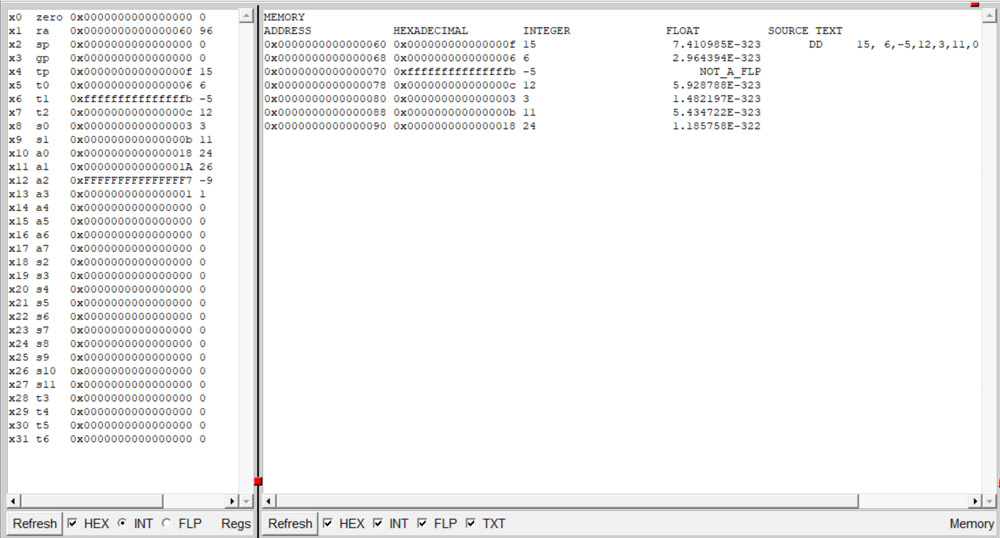 x0 zero 0x0000000000000000 0
x1 ra 0x0000000000000060 96
x2 sp 0x0000000000000000 0
x3 gp 0x0000000000000000 0
x4 tp 0x000000000000000f 15
x5 t0 0x0000000000000006 6
x6 t1 0xfffffffffffffffb -5
x7 t2 0x000000000000000c 12
x8 s0 0x0000000000000003 3
x9 s1 0x000000000000000b 11
x10 a0 0x0000000000000018 24
x11 a1 0x000000000000001A 26
x12 a2 0xFFFFFFFFFFFFFFF7 -9
x13 a3 0x0000000000000001 1
x14 a4 0x0000000000000000 0
x15 a5 0x0000000000000000 0
x16 a6 0x0000000000000000 0
x17 a7 0x0000000000000000 0
x18 s2 0x0000000000000000 0
x19 s3 0x0000000000000000 0
x20 s4 0x0000000000000000 0
x21 s5 0x0000000000000000 0
x22 s6 0x0000000000000000 0
x23 s7 0x0000000000000000 0
x24 s8 0x0000000000000000 0
x25 s9 0x0000000000000000 0
x26 s10 0x0000000000000000 0
x27 s11 0x0000000000000000 0
x28 t3 0x0000000000000000 0
x29 t4 0x0000000000000000 0
x30 t5 0x0000000000000000 0
x31 t6 0x0000000000000000 0
Refresh HEX INT FLP Regs
MEMORY
ADDRESS HEXADECIMAL INTEGER FLOAT SOURCE TEXT
0x0000000000000060 0x000000000000000f 15 7.410985E-323 DD 15, 6,-5,12,3,11,0
0x0000000000000068 0x0000000000000006 6 2.964394E-323
0x0000000000000070 0xfffffffffffffffb -5 NOT_A_FLP
0x0000000000000078 0x000000000000000c 12 5.928788E-323
0x0000000000000080 0x0000000000000003 3 1.482197E-323
0x0000000000000088 0x000000000000000b 11 5.434722E-323
0x0000000000000090 0x0000000000000018 24 1.185758E-322
Refresh HEX INT FLP TXT Memory